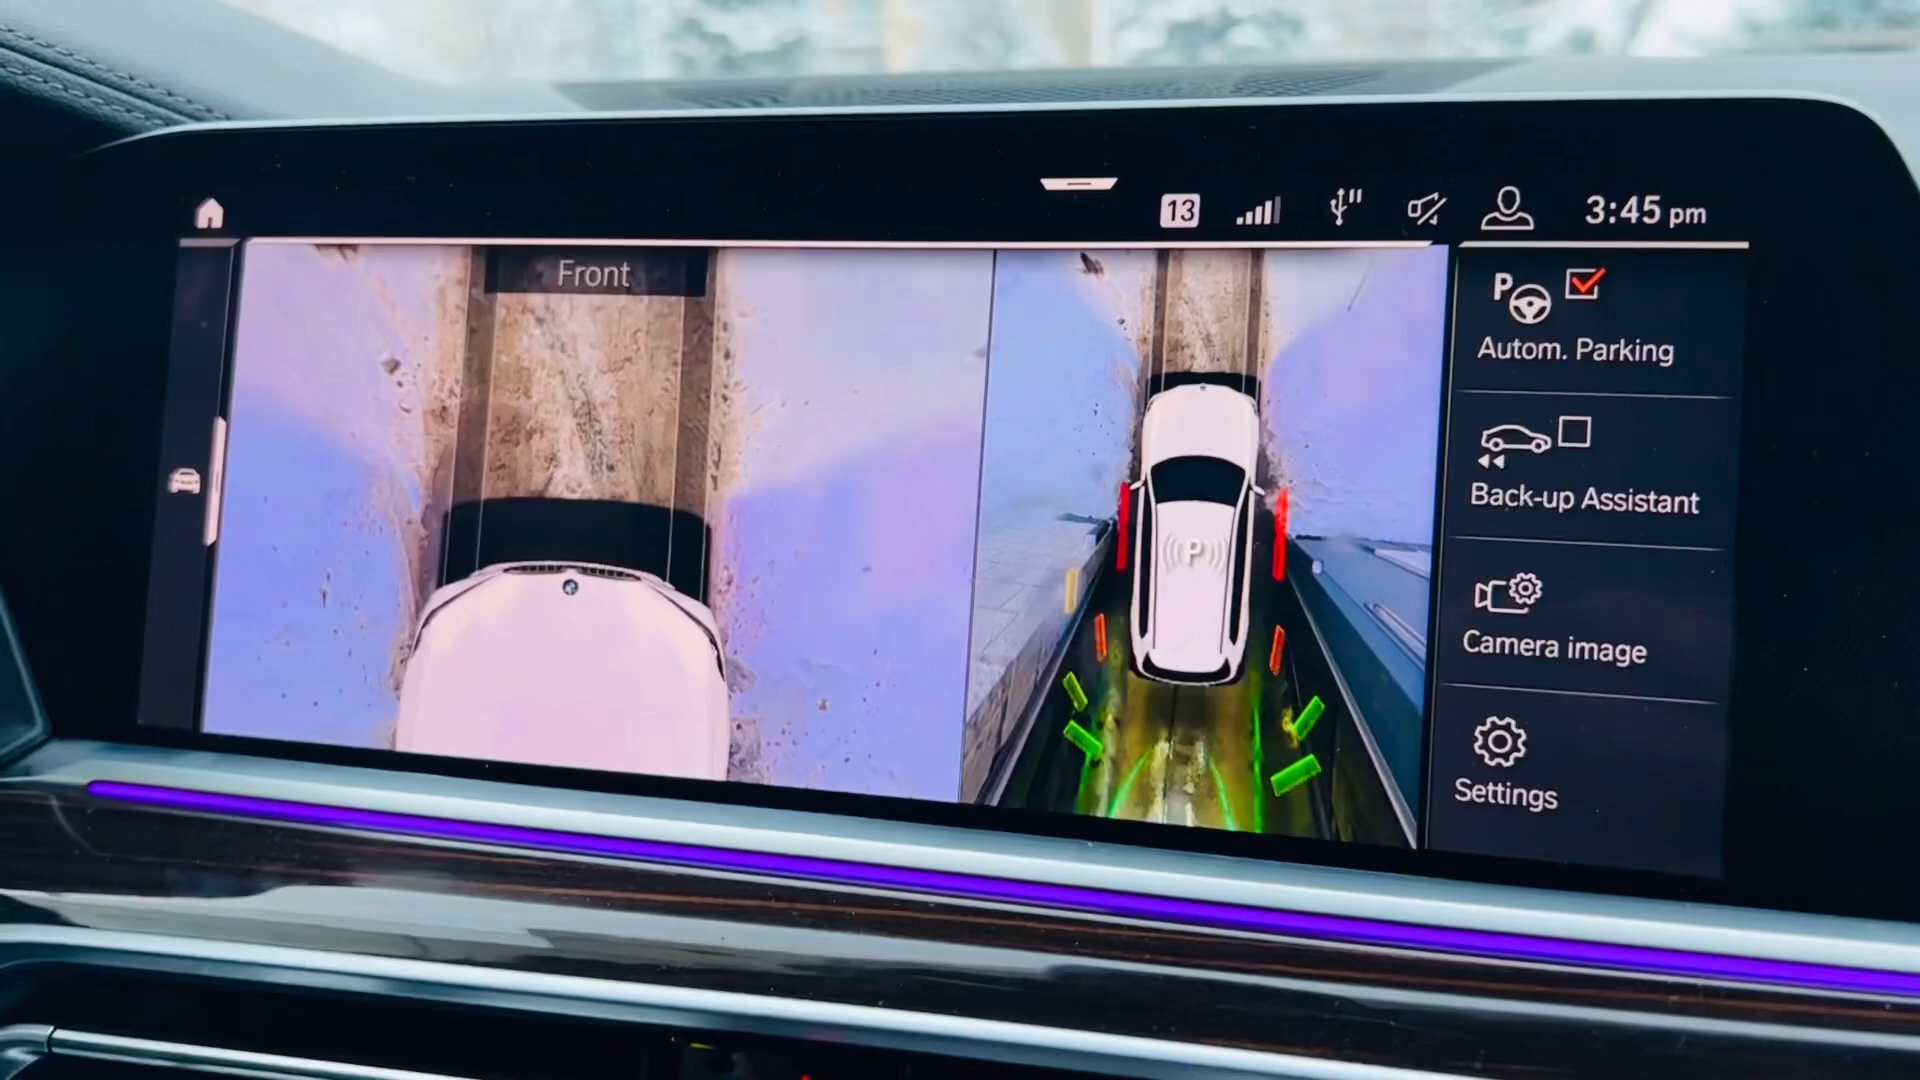 13
3:45 pm
Front
P
Autom. Parking
P
Back-up Assistant
Camera image
Settings